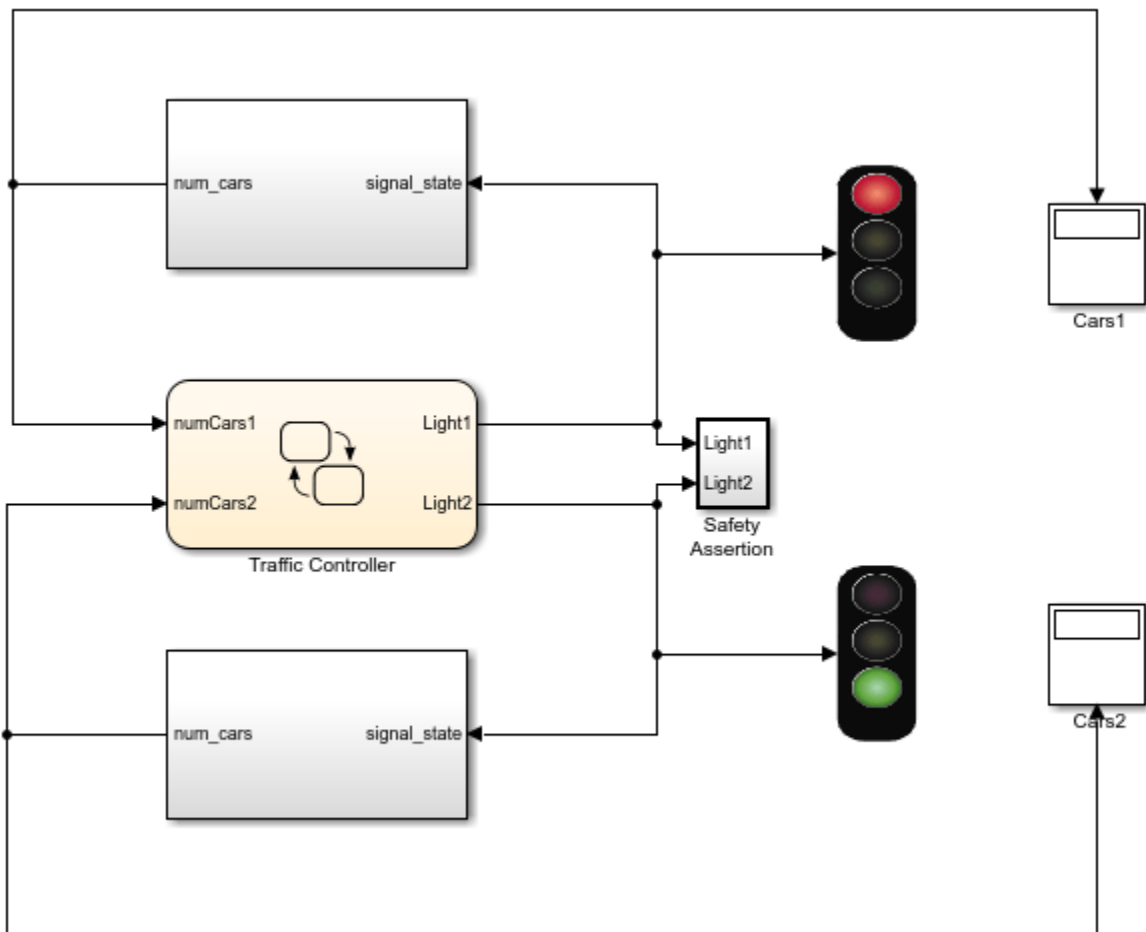 num_cars
signal_state
Cars1
numCars1
Light1
numCars2
Light2
Traffic Controller
Light1
Light2
Safety
Assertion
num_cars
signal_state
Cars2